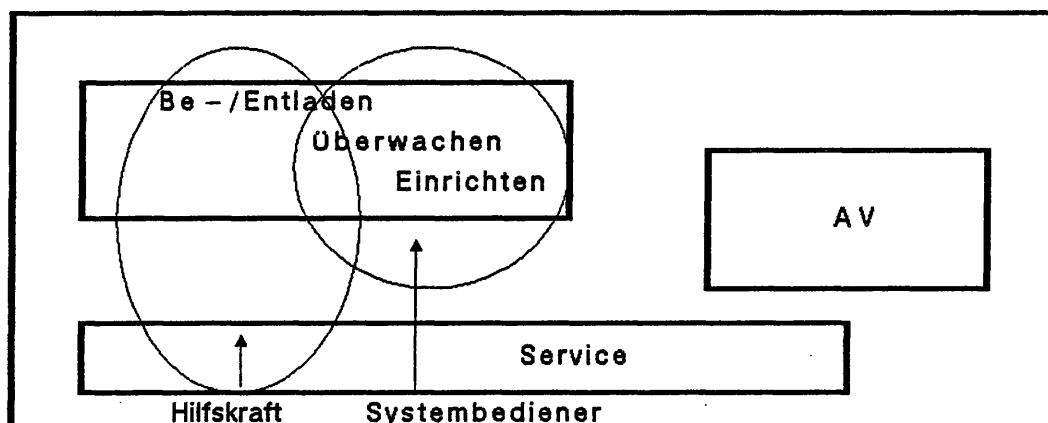 Be – /Entladen
Überwachen
Einrichten
AV
Service
Hilfskraft
Systembediener